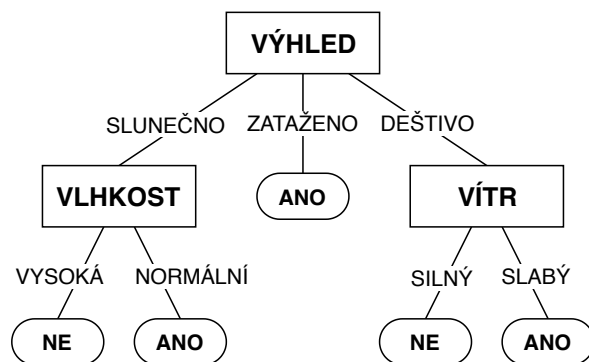 VÝHLED
SLUNEČNO ZATAŽENO DEŠTIVO
VLHKOST ANO VÍTR
VYSOKÁ NORMÁLNÍ SILNÝ SLABÝ
NE ANO NE ANO